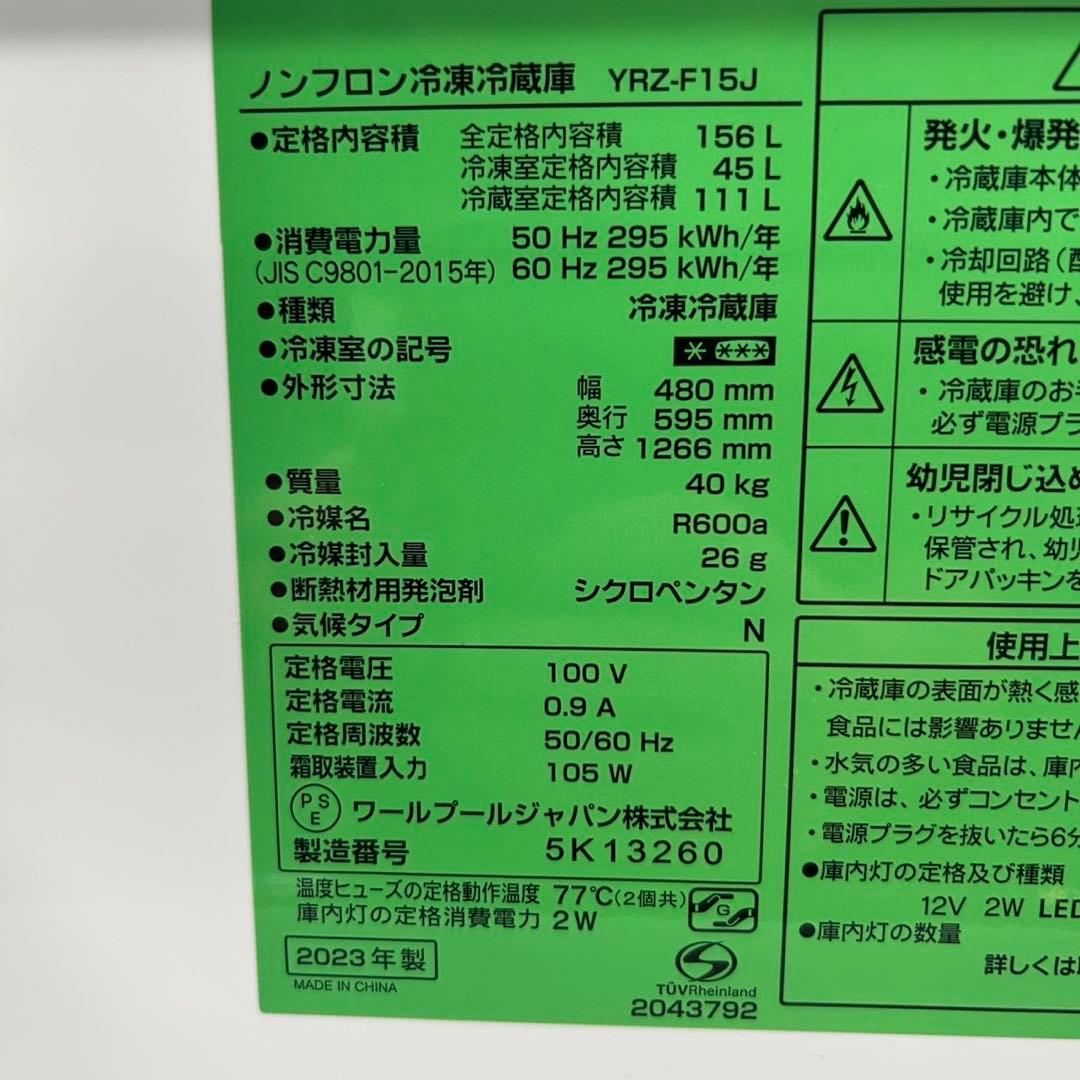 ノンフロン冷凍冷蔵庫 YRZ-F15J
●定格内容積 全定格内容積 156 L
冷凍室定格内容積 45 L
冷蔵室定格内容積 111 L
●消費電力量 50 Hz 295 kWh/年
(JIS C9801-2015年) 60 Hz 295 kWh/年
●種類 冷凍冷蔵庫
●冷凍室の記号 * ***
●外形寸法 幅 480 mm
奥行 595 mm
高さ 1266 mm
●質量 40 kg
●冷媒名 R600a
●冷媒封入量 26 g
●断熱材用発泡剤 シクロペンタン
●気候タイプ N
定格電圧 100 V
定格電流 0.9 A
定格周波数 50/60 Hz
霜取装置入力 105 W
PSE ワールプールジャパン株式会社
製造番号 5K13260
温度ヒューズの定格動作温度 77℃(2個共)
庫内灯の定格消費電力 2W
G
2023年製
MADE IN CHINA
TÜVRheinland
2043792
発火・爆発
・冷蔵庫本体
・冷蔵庫内で
・冷却回路(
使用を避け、
感電の恐れ
・冷蔵庫のお
必ず電源プラ
幼児閉じ込め
・リサイクル処理
保管され、幼児
ドアパッキンを
使用上
・冷蔵庫の表面が熱く感
食品には影響ありません
・水気の多い食品は、庫内
・電源は、必ずコンセント
・電源プラグを抜いたら6分
●庫内灯の定格及び種類
12V 2W LED
●庫内灯の数量
詳しくは